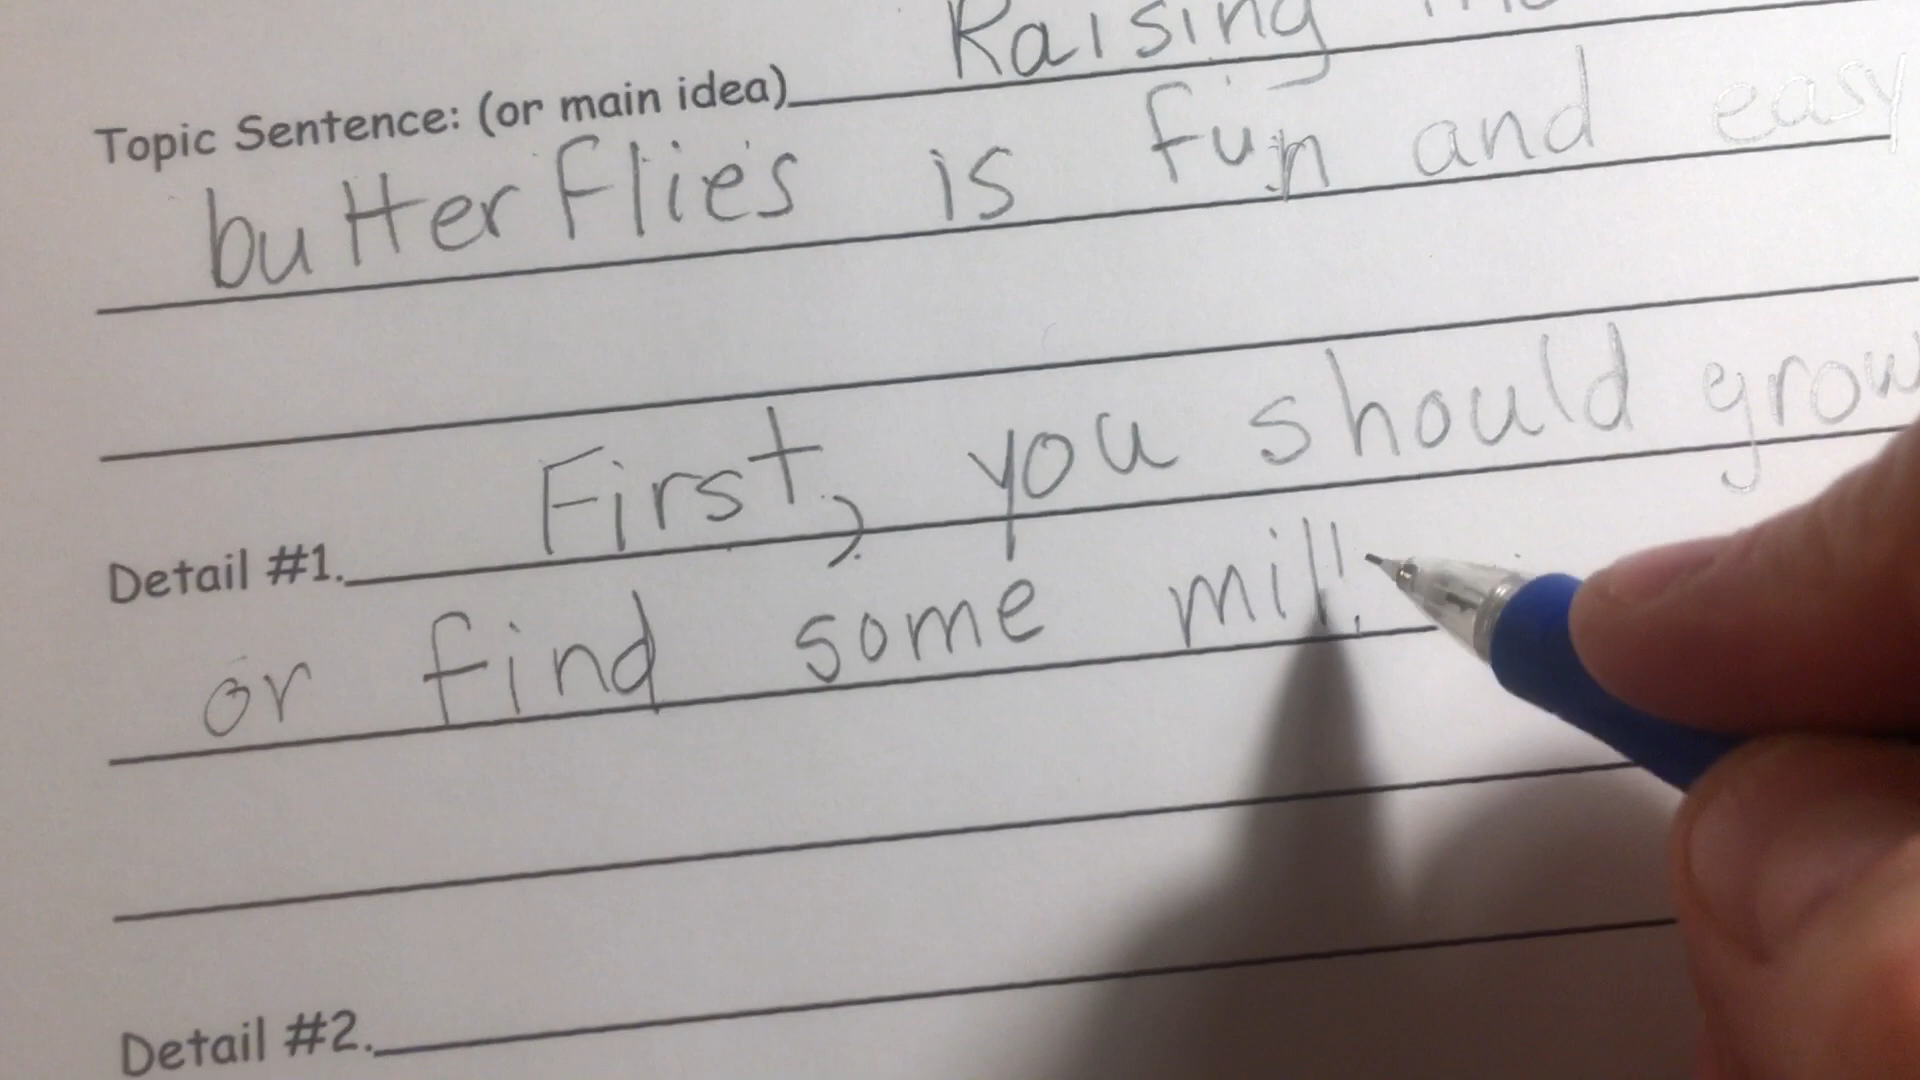 Raising
Topic Sentence: (or main idea)
butterflies is fun and easy
First, you should grow
Detail #1.
or find some mil
Detail #2.